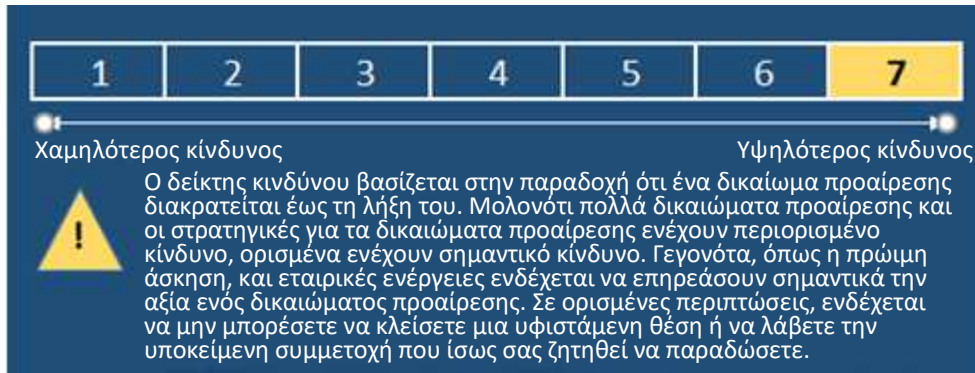 1 2 3 4 5 6 7
Χαμηλότερος κίνδυνος Υψηλότερος κίνδυνος
Ο δείκτης κινδύνου βασίζεται στην παραδοχή ότι ένα δικαίωμα προαίρεσης
διακρατείται έως τη λήξη του. Μολονότι πολλά δικαιώματα προαίρεσης και
οι στρατηγικές για τα δικαιώματα προαίρεσης ενέχουν περιορισμένο
κίνδυνο, ορισμένα ενέχουν σημαντικό κίνδυνο. Γεγονότα, όπως η πρώιμη
άσκηση, και εταιρικές ενέργειες ενδέχεται να επηρεάσουν σημαντικά την
αξία ενός δικαιώματος προαίρεσης. Σε ορισμένες περιπτώσεις, ενδέχεται
να μην μπορέσετε να κλείσετε μια υφιστάμενη θέση ή να λάβετε την
υποκείμενη συμμετοχή που ίσως σας ζητηθεί να παραδώσετε.
!